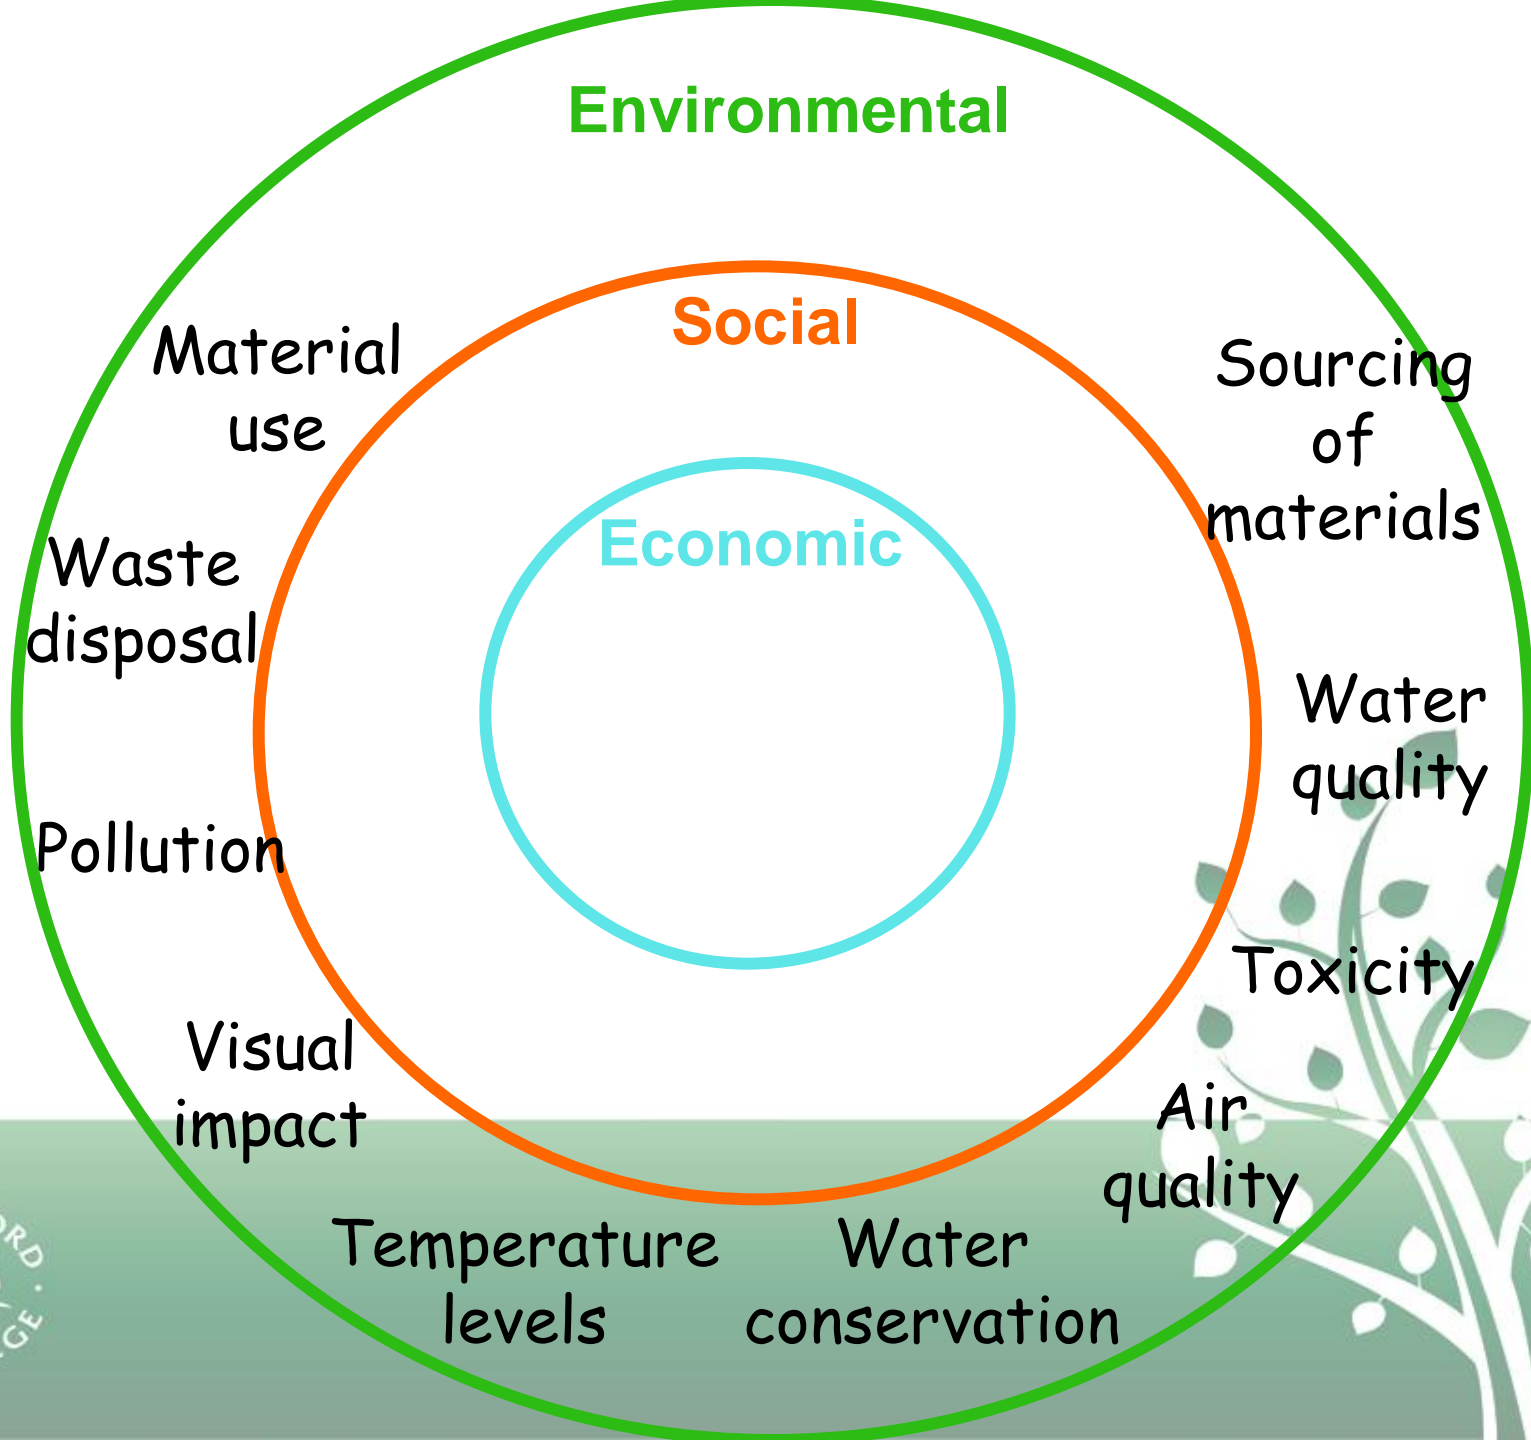 Environmental
Social
Economic
Material
use
Sourcing
of
materials
Waste
disposal
Water
quality
Pollution
Toxicity
Visual
impact
Air
quality
Temperature
levels
Water
conservation